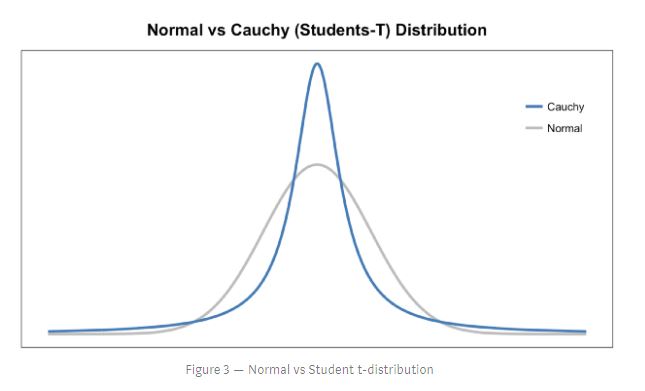 Normal vs Cauchy (Students-T) Distribution
Cauchy
Normal
Figure 3 — Normal vs Student t-distribution